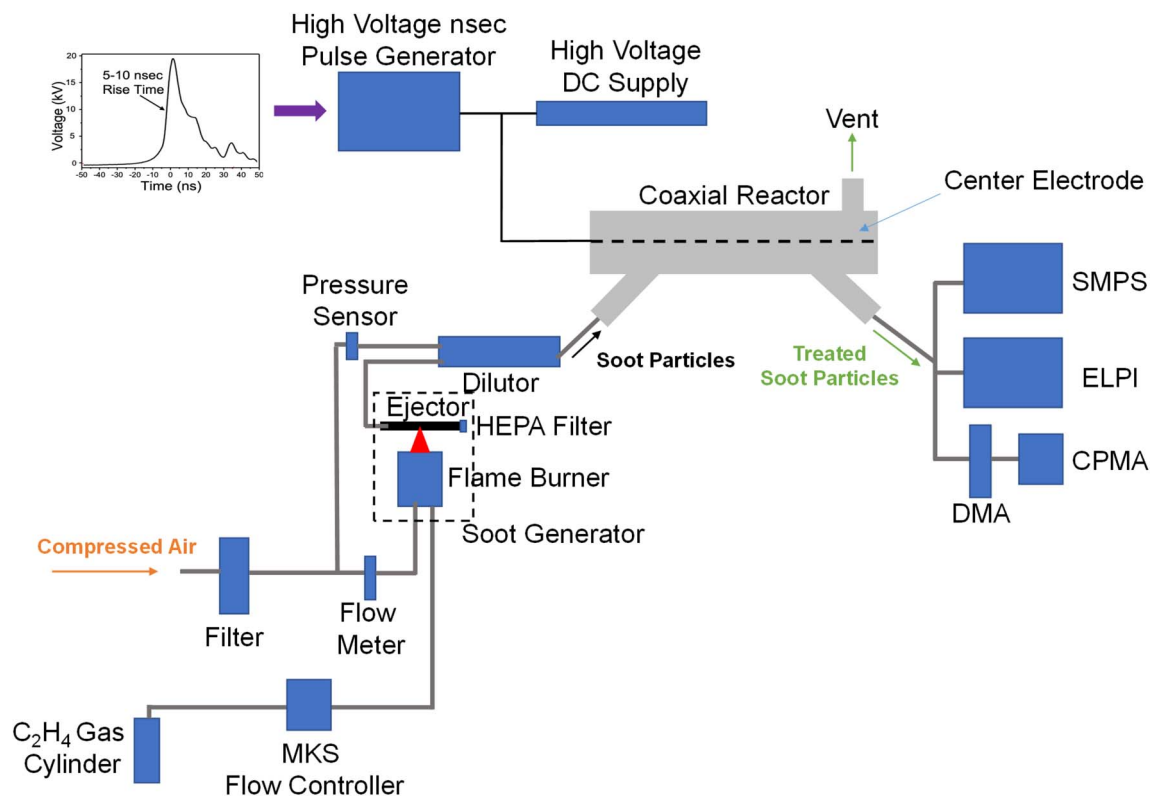 High Voltage nsec
Pulse Generator
High Voltage
DC Supply
20
15
10
5
0
Voltage (kV)
5-10 nsec
Rise Time
-50 -40 -30 -20 -10 0 10 20 30 40 50
Time (ns)
Vent
Coaxial Reactor
Center Electrode
SMPS
Pressure
Sensor
Soot Particles
Treated
Soot Particles
ELPI
Dilutor
Ejector
HEPA Filter
CPMA
Flame Burner
DMA
Soot Generator
Compressed Air
Filter
Flow
Meter
C₂H₄ Gas
Cylinder
MKS
Flow Controller